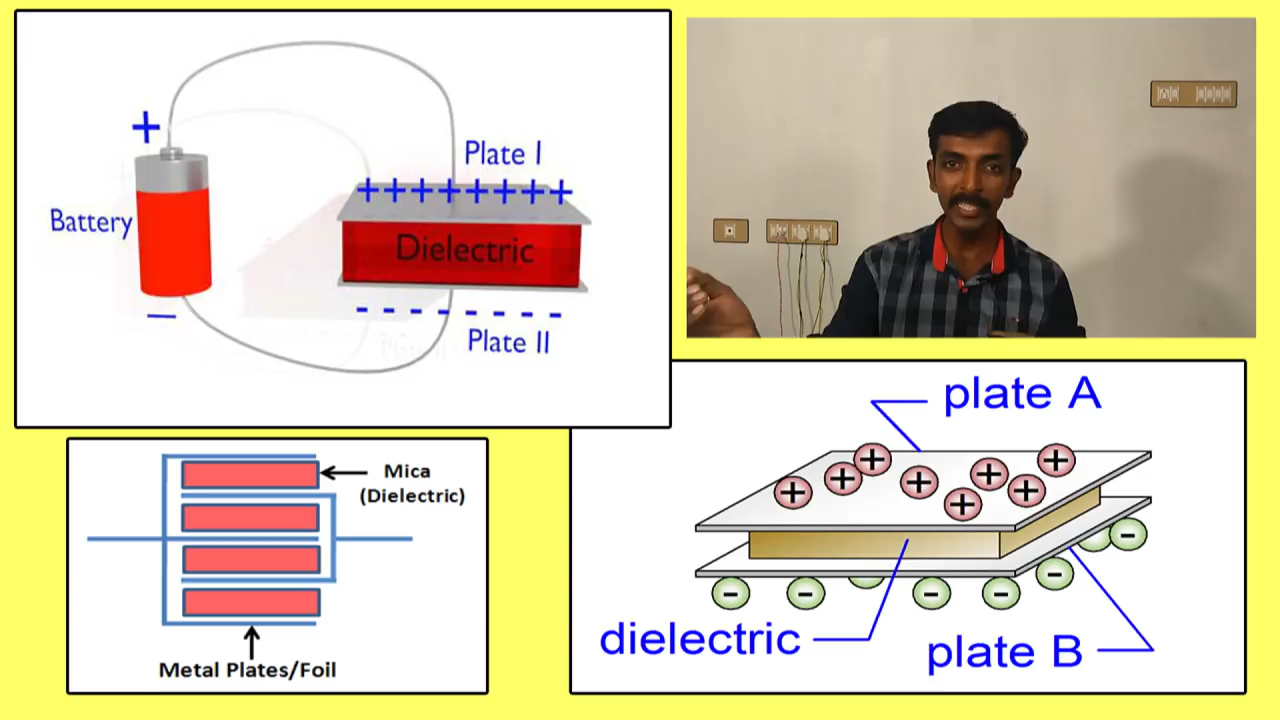 +
Plate I
++++++++
Battery
Dielectric
--------
Plate II
Mica
(Dielectric)
Metal Plates/Foil
plate A
+ + + + + + + +
- - - - - -
dielectric
plate B